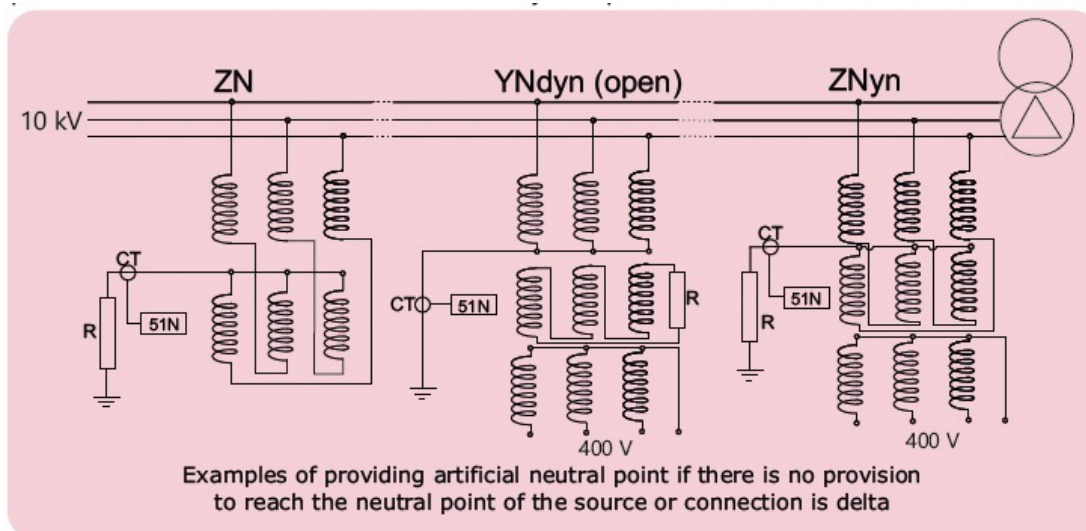 ZN YNdyn (open) ZNyn
10 kV
CT CT
CT 51N R 51N
R 51N R
400 V 400 V
Examples of providing artificial neutral point if there is no provision
to reach the neutral point of the source or connection is delta